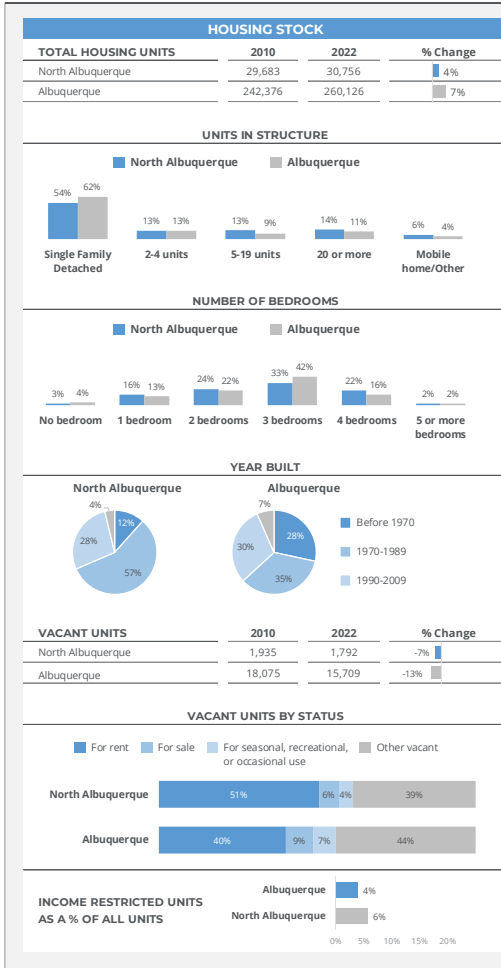 HOUSING STOCK
TOTAL HOUSING UNITS 2010 2022 % Change
North Albuquerque 29,683 30,756 4%
Albuquerque 242,376 260,126 7%
UNITS IN STRUCTURE
North Albuquerque Albuquerque
54% 62% 13% 13% 13% 9% 14% 11% 6% 4%
Single Family 2-4 units 5-19 units 20 or more Mobile
Detached home/Other
NUMBER OF BEDROOMS
North Albuquerque Albuquerque
3% 4% 16% 13% 24% 22% 33% 42% 22% 16% 2% 2%
No bedroom 1 bedroom 2 bedrooms 3 bedrooms 4 bedrooms 5 or more
bedrooms
YEAR BUILT
North Albuquerque Albuquerque
4% 12% 28% 57%
7% 28% 30% 35%
Before 1970
1970-1989
1990-2009
VACANT UNITS 2010 2022 % Change
North Albuquerque 1,935 1,792 -7%
Albuquerque 18,075 15,709 -13%
VACANT UNITS BY STATUS
For rent For sale For seasonal, recreational, Other vacant
or occasional use
North Albuquerque 51% 6% 4% 39%
Albuquerque 40% 9% 7% 44%
INCOME RESTRICTED UNITS
AS A % OF ALL UNITS
Albuquerque 4%
North Albuquerque 6%
0% 5% 10% 15% 20%